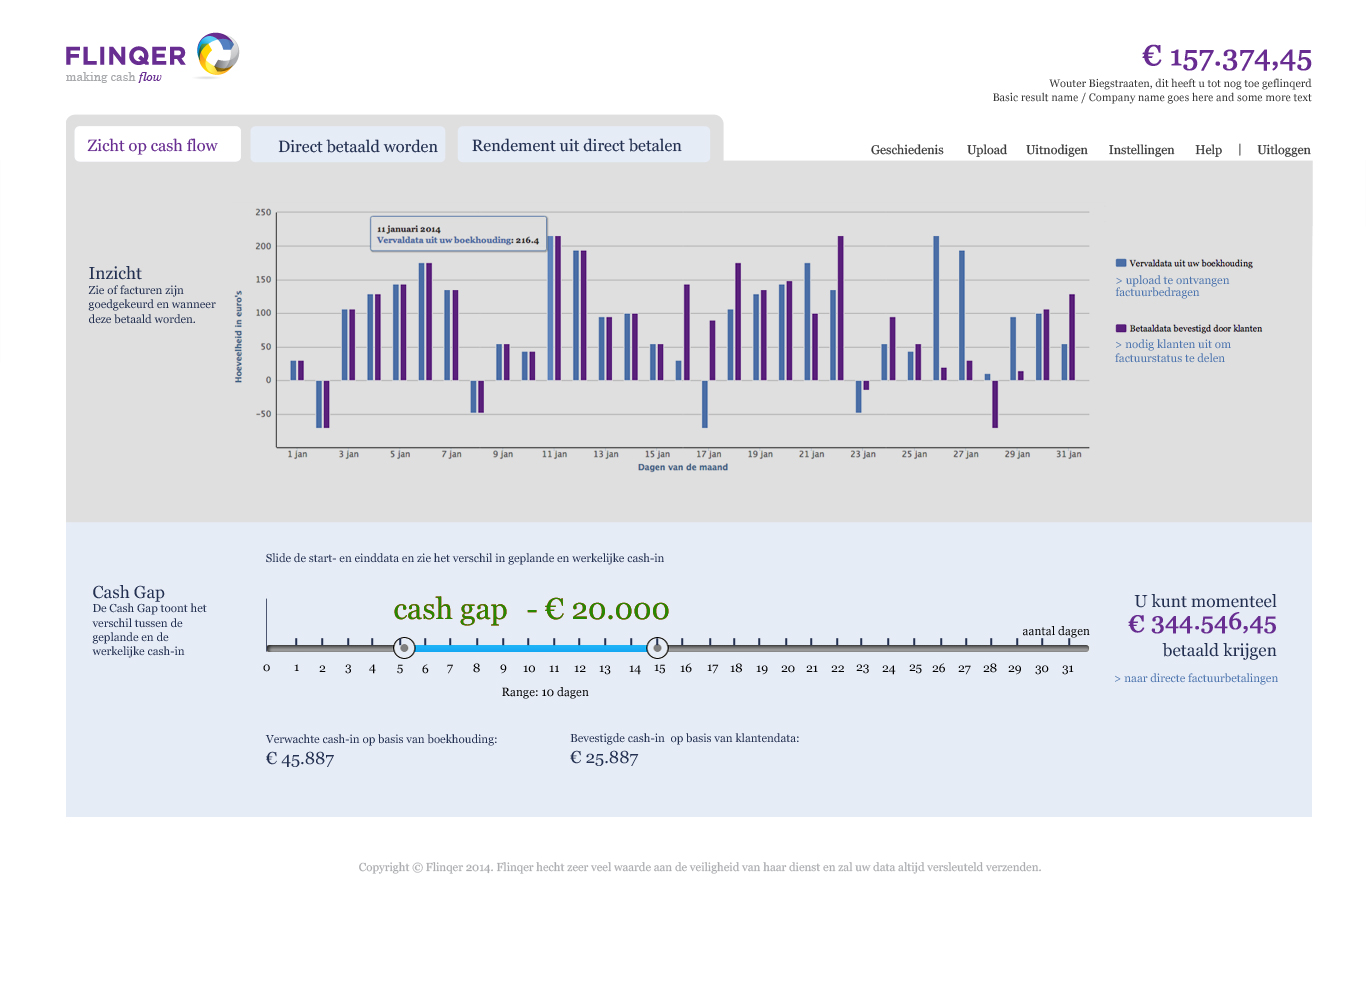 FLINQER
making cash flow
€ 157.374,45
Wouter Biegstraaten, dit heeft u tot nog toe geflinqerd
Basic result name / Company name goes here and some more text
Zicht op cash flow
Direct betaald worden
Rendement uit direct betalen
Geschiedenis Upload Uitnodigen Instellingen Help | Uitloggen
Inzicht
Zie of facturen zijn
goedgekeurd en wanneer
deze betaald worden.
Hoeveelheid in euro's
250
200
150
100
50
0
-50
11 januari 2014
Vervaldata uit uw boekhouding: 216.4
1 jan 3 jan 5 jan 7 jan 9 jan 11 jan 13 jan 15 jan 17 jan 19 jan 21 jan 23 jan 25 jan 27 jan 29 jan 31 jan
Dagen van de maand
Vervaldata uit uw boekhouding
> upload te ontvangen
factuurbedragen
Betaaldata bevestigd door klanten
> nodig klanten uit om
factuurstatus te delen
Slide de start- en einddata en zie het verschil in geplande en werkelijke cash-in
Cash Gap
De Cash Gap toont het
verschil tussen de
geplande en de
werkelijke cash-in
cash gap - € 20.000
aantal dagen
0 1 2 3 4 5 6 7 8 9 10 11 12 13 14 15 16 17 18 19 20 21 22 23 24 25 26 27 28 29 30 31
Range: 10 dagen
U kunt momenteel
€ 344.546,45
betaald krijgen
> naar directe factuurbetalingen
Verwachte cash-in op basis van boekhouding:
€ 45.887
Bevestigde cash-in op basis van klantendata:
€ 25.887
Copyright © Flinqer 2014. Flinqer hecht zeer veel waarde aan de veiligheid van haar dienst en zal uw data altijd versleuteld verzenden.